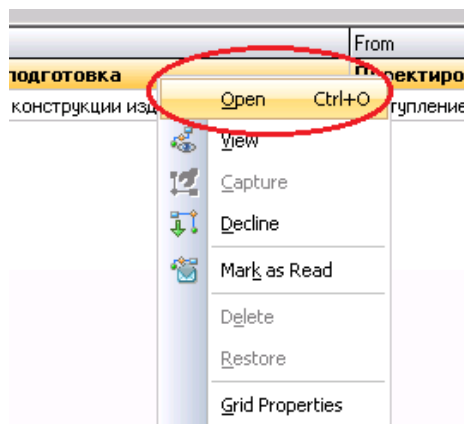 From
подготовка
конструкции изд
Open Ctrl+O
View
Capture
Decline
Mark as Read
Delete
Restore
Grid Properties